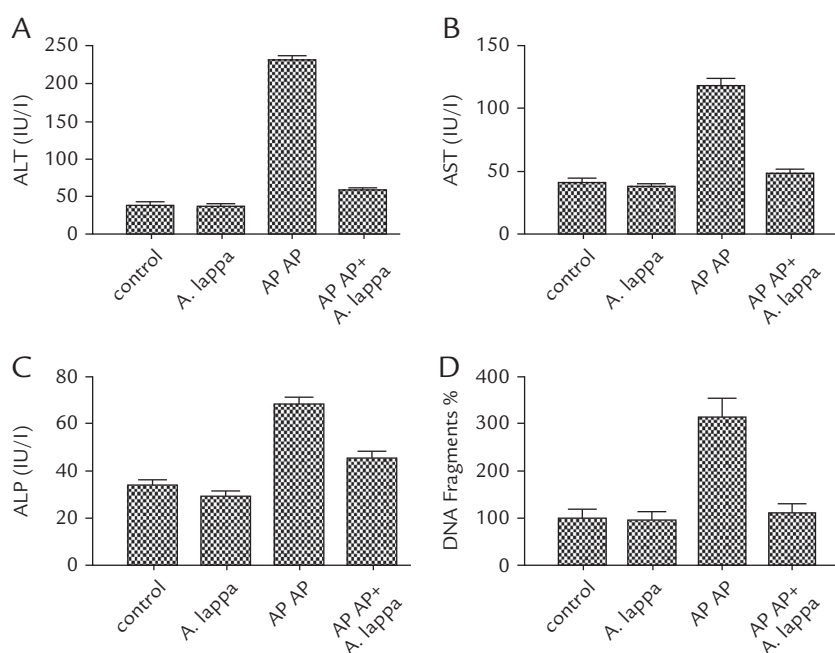 A
ALT (IU/I)
250
200
150
100
50
0
control
A. lappa
AP AP
AP AP+
A. lappa
B
AST (IU/I)
150
100
50
0
control
A. lappa
AP AP
AP AP+
A. lappa
C
ALP (IU/I)
80
60
40
20
0
control
A. lappa
AP AP
AP AP+
A. lappa
D
DNA Fragments %
400
300
200
100
0
control
A. lappa
AP AP
AP AP+
A. lappa